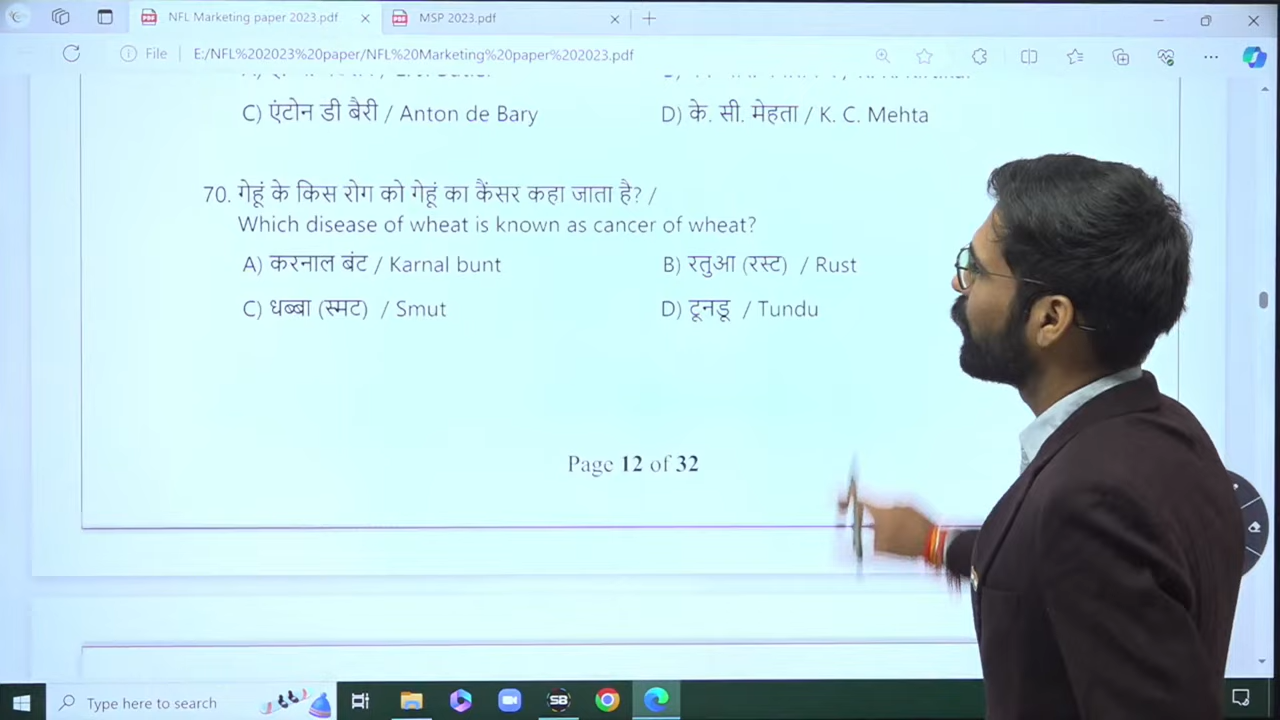 NFL Marketing paper 2023.pdf
MSP 2023.pdf
File
E:/NFL%202023%20paper/NFL%20Marketing%20paper%202023.pdf
C) एंटोन डी बैरी / Anton de Bary
D) के. सी. मेहता / K. C. Mehta
70. गेहूं के किस रोग को गेहूं का कैंसर कहा जाता है? /
Which disease of wheat is known as cancer of wheat?
A) करनाल बंट / Karnal bunt
B) रतुआ (रस्ट) / Rust
C) धब्बा (स्मट) / Smut
D) टूनडू / Tundu
Page 12 of 32
Type here to search
SB